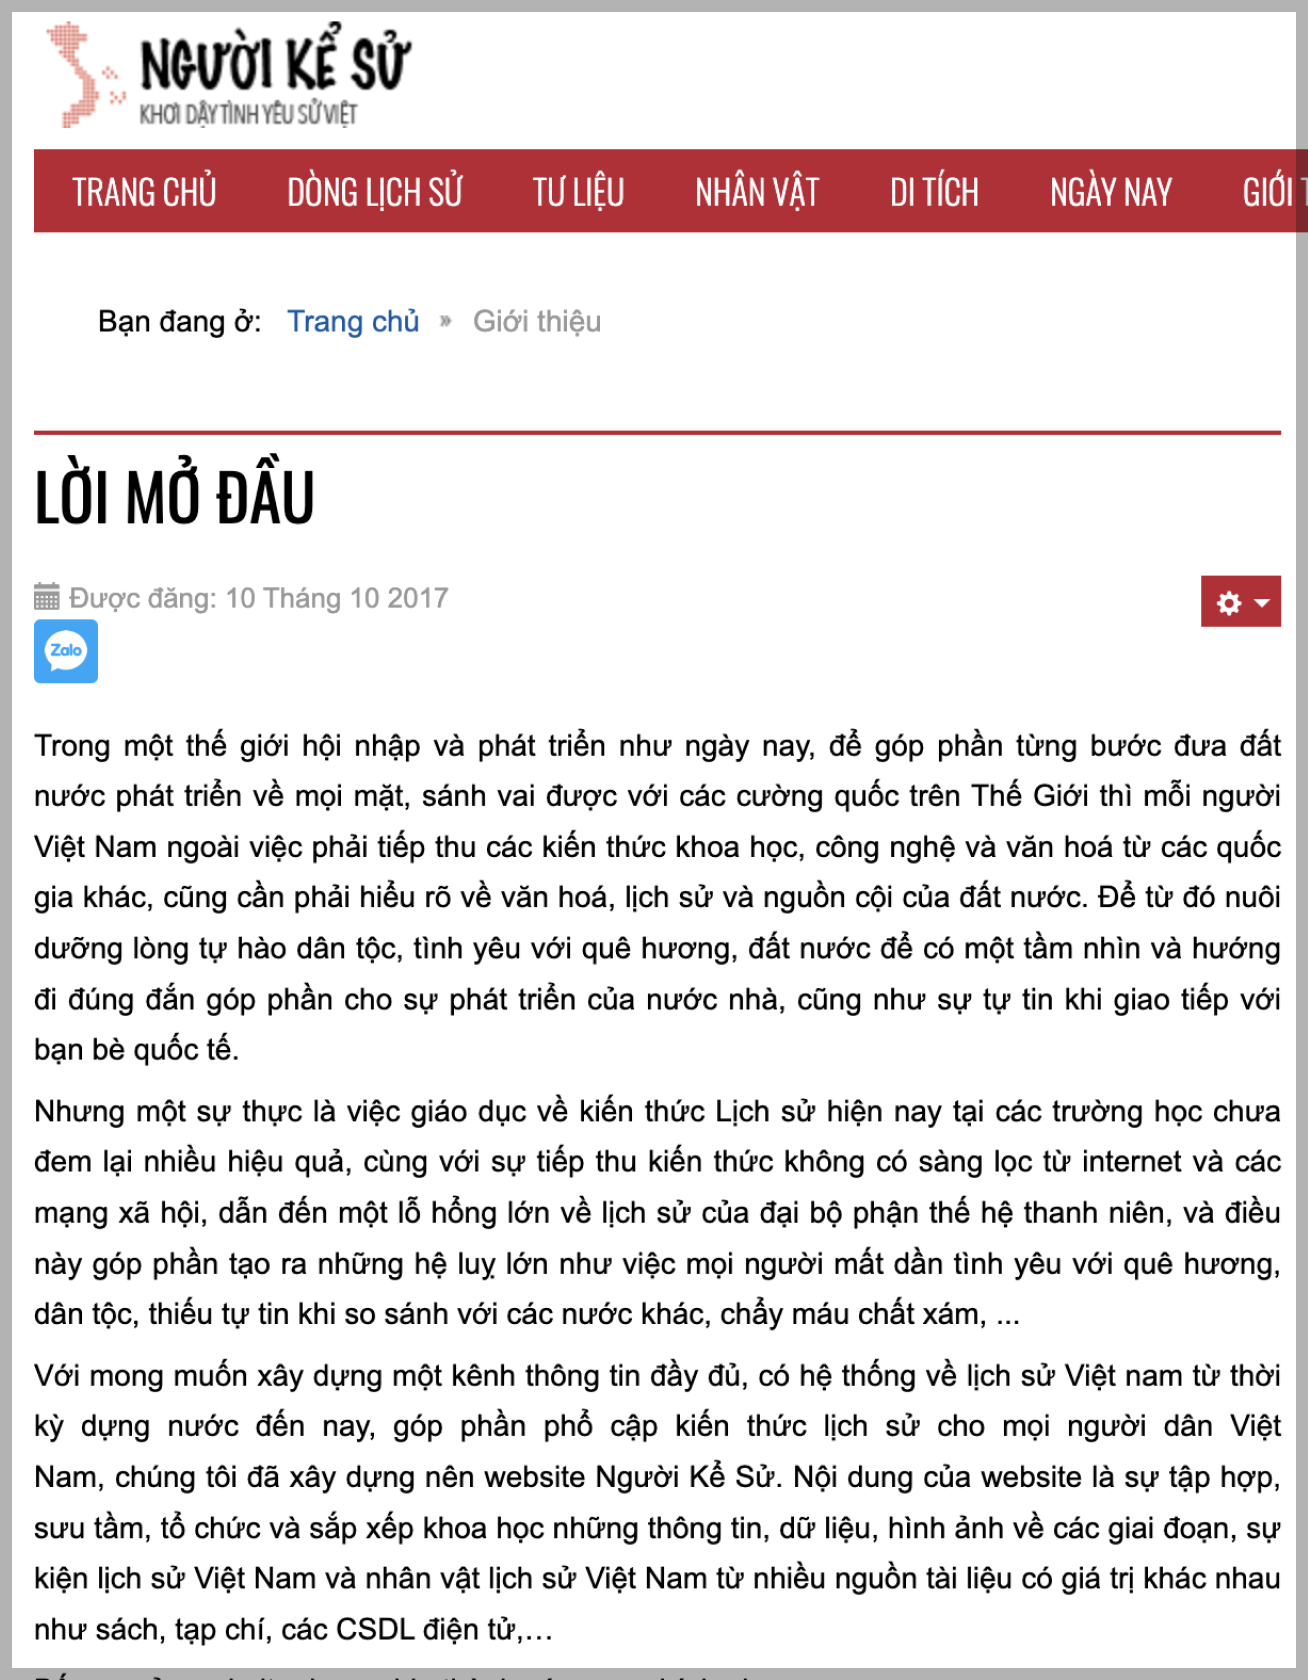 NGƯỜI KỂ SỬ
KHƠI DẬY TÌNH YÊU SỬ VIỆT
TRANG CHỦ DÒNG LỊCH SỬ TƯ LIỆU NHÂN VẬT DI TÍCH NGÀY NAY GIỚI
Bạn đang ở: Trang chủ » Giới thiệu
LỜI MỞ ĐẦU
Được đăng: 10 Tháng 10 2017
Zalo
Trong một thế giới hội nhập và phát triển như ngày nay, để góp phần từng bước đưa đất
nước phát triển về mọi mặt, sánh vai được với các cường quốc trên Thế Giới thì mỗi người
Việt Nam ngoài việc phải tiếp thu các kiến thức khoa học, công nghệ và văn hoá từ các quốc
gia khác, cũng cần phải hiểu rõ về văn hoá, lịch sử và nguồn cội của đất nước. Để từ đó nuôi
dưỡng lòng tự hào dân tộc, tình yêu với quê hương, đất nước để có một tầm nhìn và hướng
đi đúng đắn góp phần cho sự phát triển của nước nhà, cũng như sự tự tin khi giao tiếp với
bạn bè quốc tế.
Nhưng một sự thực là việc giáo dục về kiến thức Lịch sử hiện nay tại các trường học chưa
đem lại nhiều hiệu quả, cùng với sự tiếp thu kiến thức không có sàng lọc từ internet và các
mạng xã hội, dẫn đến một lỗ hổng lớn về lịch sử của đại bộ phận thế hệ thanh niên, và điều
này góp phần tạo ra những hệ luỵ lớn như việc mọi người mất dần tình yêu với quê hương,
dân tộc, thiếu tự tin khi so sánh với các nước khác, chẩy máu chất xám, ...
Với mong muốn xây dựng một kênh thông tin đầy đủ, có hệ thống về lịch sử Việt nam từ thời
kỳ dựng nước đến nay, góp phần phổ cập kiến thức lịch sử cho mọi người dân Việt
Nam, chúng tôi đã xây dựng nên website Người Kể Sử. Nội dung của website là sự tập hợp,
sưu tầm, tổ chức và sắp xếp khoa học những thông tin, dữ liệu, hình ảnh về các giai đoạn, sự
kiện lịch sử Việt Nam và nhân vật lịch sử Việt Nam từ nhiều nguồn tài liệu có giá trị khác nhau
như sách, tạp chí, các CSDL điện tử,...